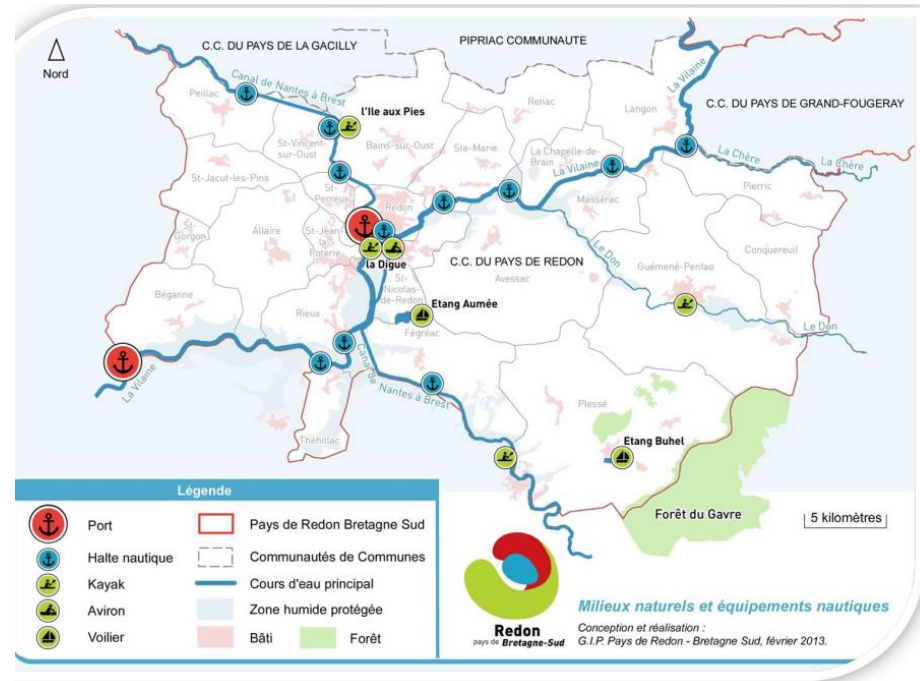 Nord
C.C. DU PAYS DE LA GACILLY
PIPRIAC COMMUNAUTE
C.C. DU PAYS DE GRAND-FOUGERAY
Canal de Nantes à Brest
Peillac
l'Ile aux Pies
St-Vincent-
sur-Oust
Bains-sur-Oust
Renac
Langon
La Vilaine
Ste-Marie
La Chapelle-de-
Brain
La Vilaine
La Chère
La Chère
St-Jacut-les-Pins
St-
Perreux
Redon
Massérac
Pierric
St-
Gorgon
Allaire
St-Jean-
la
Poterie
la Digue
C.C. DU PAYS DE REDON
Avessac
Le Don
Guémené-Penfao
Conquereuil
Béganne
Rieux
St-
Nicolas-
de-Redon
Etang Aumée
Fégréac
Le Don
La Vilaine
Canal de
Nantes à Brest
Théhillac
Plessé
Etang Buhel
Forêt du Gavre
5 kilomètres
Légende
Port
Halte nautique
Kayak
Aviron
Voilier
Pays de Redon Bretagne Sud
Communautés de Communes
Cours d'eau principal
Zone humide protégée
Bâti
Forêt
Redon
pays de Bretagne-Sud
Milieux naturels et équipements nautiques
Conception et réalisation :
G.I.P. Pays de Redon - Bretagne Sud, février 2013.